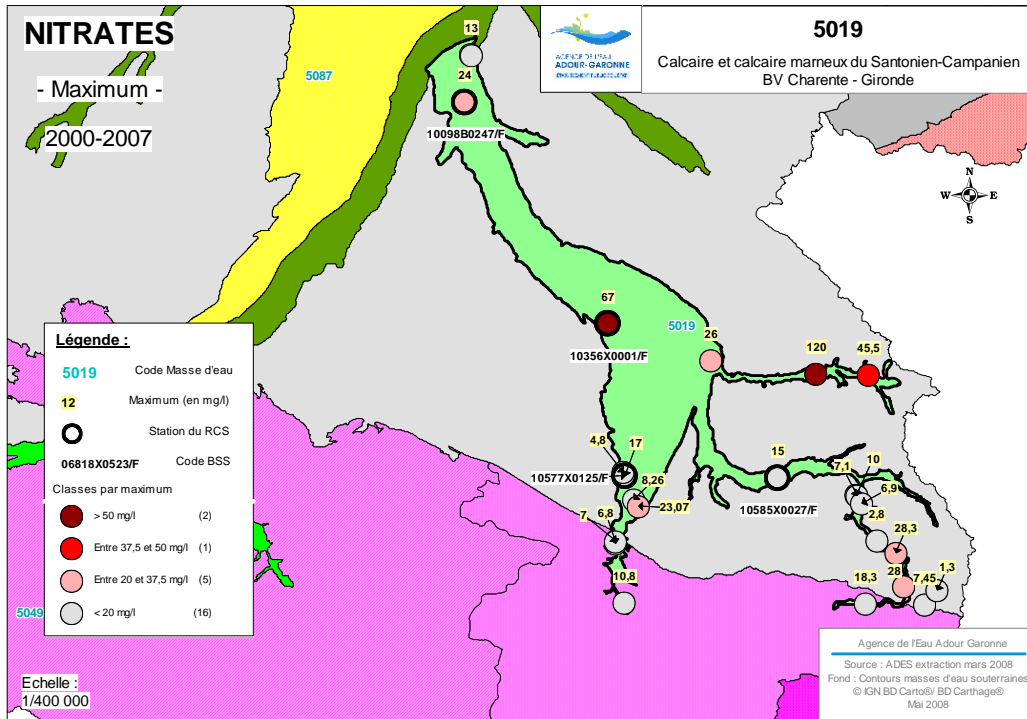 NITRATES
- Maximum -
2000-2007
AGENCE DE L'EAU
ADOUR-GARONNE
ETABLISSEMENT PUBLIC DE L'ETAT
5019
Calcaire et calcaire marneux du Santonien-Campanien
BV Charente - Gironde
5087
13
24
10098B0247/F
N
W E
S
67
10356X0001/F
5019
26
120
45,5
4,8
17
10577X0125/F
8,26
23,07
7
6,8
10,8
15
10585X0027/F
7,1
10
6,9
2,8
28,3
28
18,3
7,45
1,3
Légende :
5019 Code Masse d'eau
12 Maximum (en mg/l)
Station du RCS
06818X0523/F Code BSS
Classes par maximum
> 50 mg/l (2)
Entre 37,5 et 50 mg/l (1)
Entre 20 et 37,5 mg/l (5)
< 20 mg/l (16)
5049
Echelle :
1/400 000
Agence de l'Eau Adour Garonne
Source : ADES extraction mars 2008
Fond : Contours masses d'eau souterraines
© IGN BD Carto®/ BD Carthage®
Mai 2008